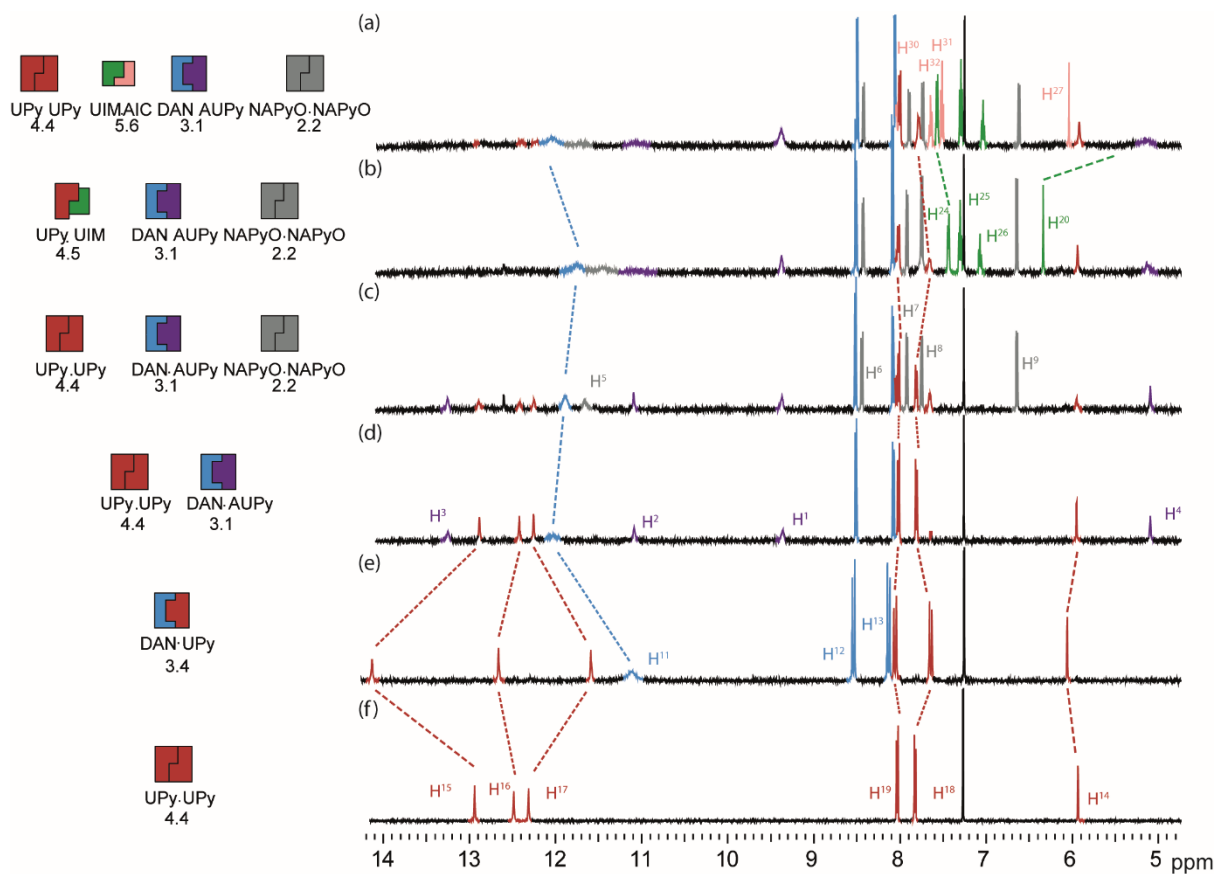 (a)
UPy UPy UIM.AIC DAN AUPy NAPyO.NAPyO
4.4 5.6 3.1 2.2
H30 H31 H32 H27
(b)
UPy. UIM DAN AUPy NAPyO.NAPyO
4.5 3.1 2.2
H24 H25 H26 H20
(c)
UPy.UPy DAN.AUPy NAPyO.NAPyO
4.4 3.1 2.2
H5 H6 H7 H8 H9
(d)
UPy.UPy DAN.AUPy
4.4 3.1
H3 H2 H1 H4
(e)
DAN·UPy
3.4
H11 H12 H13
(f)
UPy.UPy
4.4
H15 H16 H17 H19 H18 H14
14 13 12 11 10 9 8 7 6 5 ppm